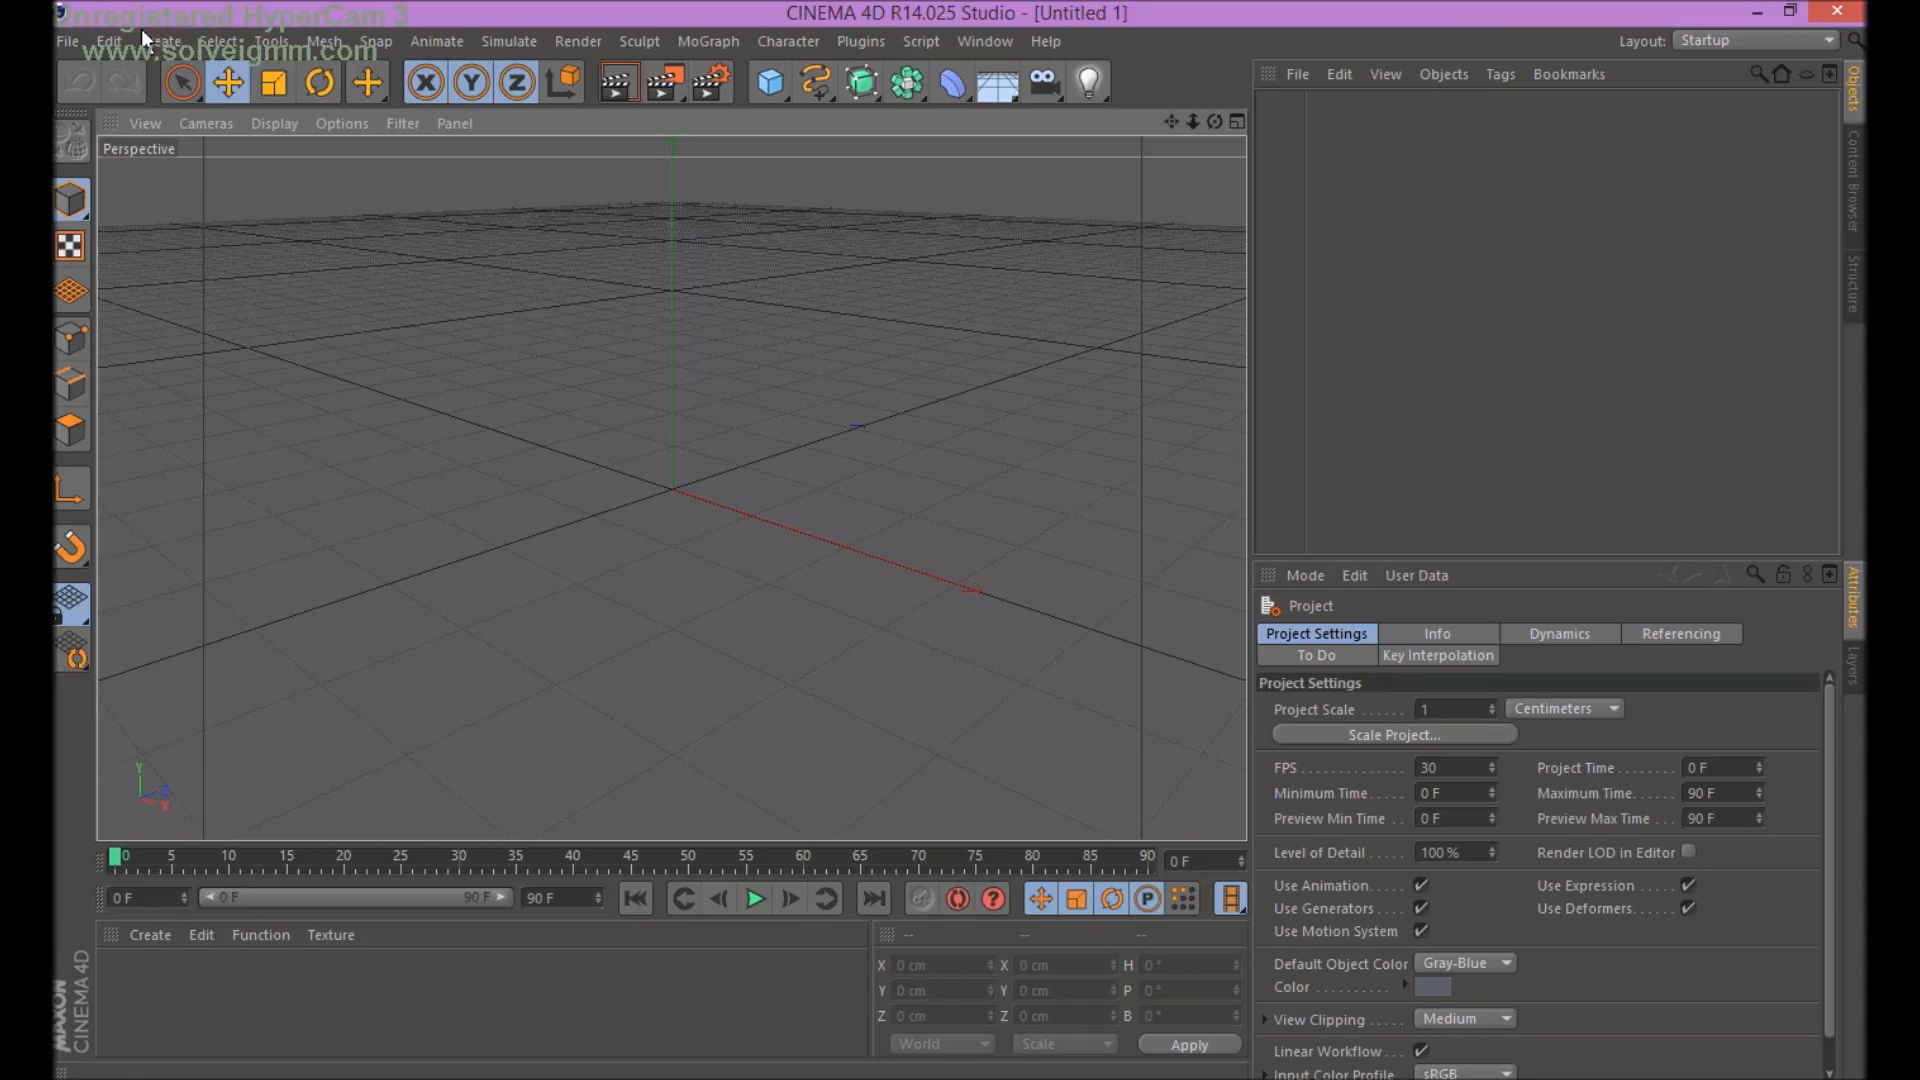 Unregistered HyperCam 3
www.solveigmm.com
CINEMA 4D R14.025 Studio - [Untitled 1]
File Edit Create Select Tools Mesh Snap Animate Simulate Render Sculpt MoGraph Character Plugins Script Window Help
Layout: Startup
X Y Z
File Edit View Objects Tags Bookmarks
View Cameras Display Options Filter Panel
Perspective
Objects
Content Browser
Structure
Mode Edit User Data
Project
Project Settings Info Dynamics Referencing
To Do Key Interpolation
Attributes
Layers
Project Settings
Project Scale ...... 1 Centimeters
Scale Project...
FPS 30 Project Time 0 F
Minimum Time 0 F Maximum Time 90 F
Preview Min Time 0 F Preview Max Time 90 F
Level of Detail 100 % Render LOD in Editor
Use Animation Use Expression
Use Generators Use Deformers
Use Motion System
Default Object Color Gray-Blue
Color
View Clipping Medium
Linear Workflow
Input Color Profile sRGB
Y
Z
X
0 5 10 15 20 25 30 35 40 45 50 55 60 65 70 75 80 85 90 0 F
0 F 0 F 90 F 90 F
P
Create Edit Function Texture
-- -- --
X 0 cm X 0 cm H 0 °
Y 0 cm Y 0 cm P 0 °
Z 0 cm Z 0 cm B 0 °
World Scale Apply
MAXON
CINEMA 4D